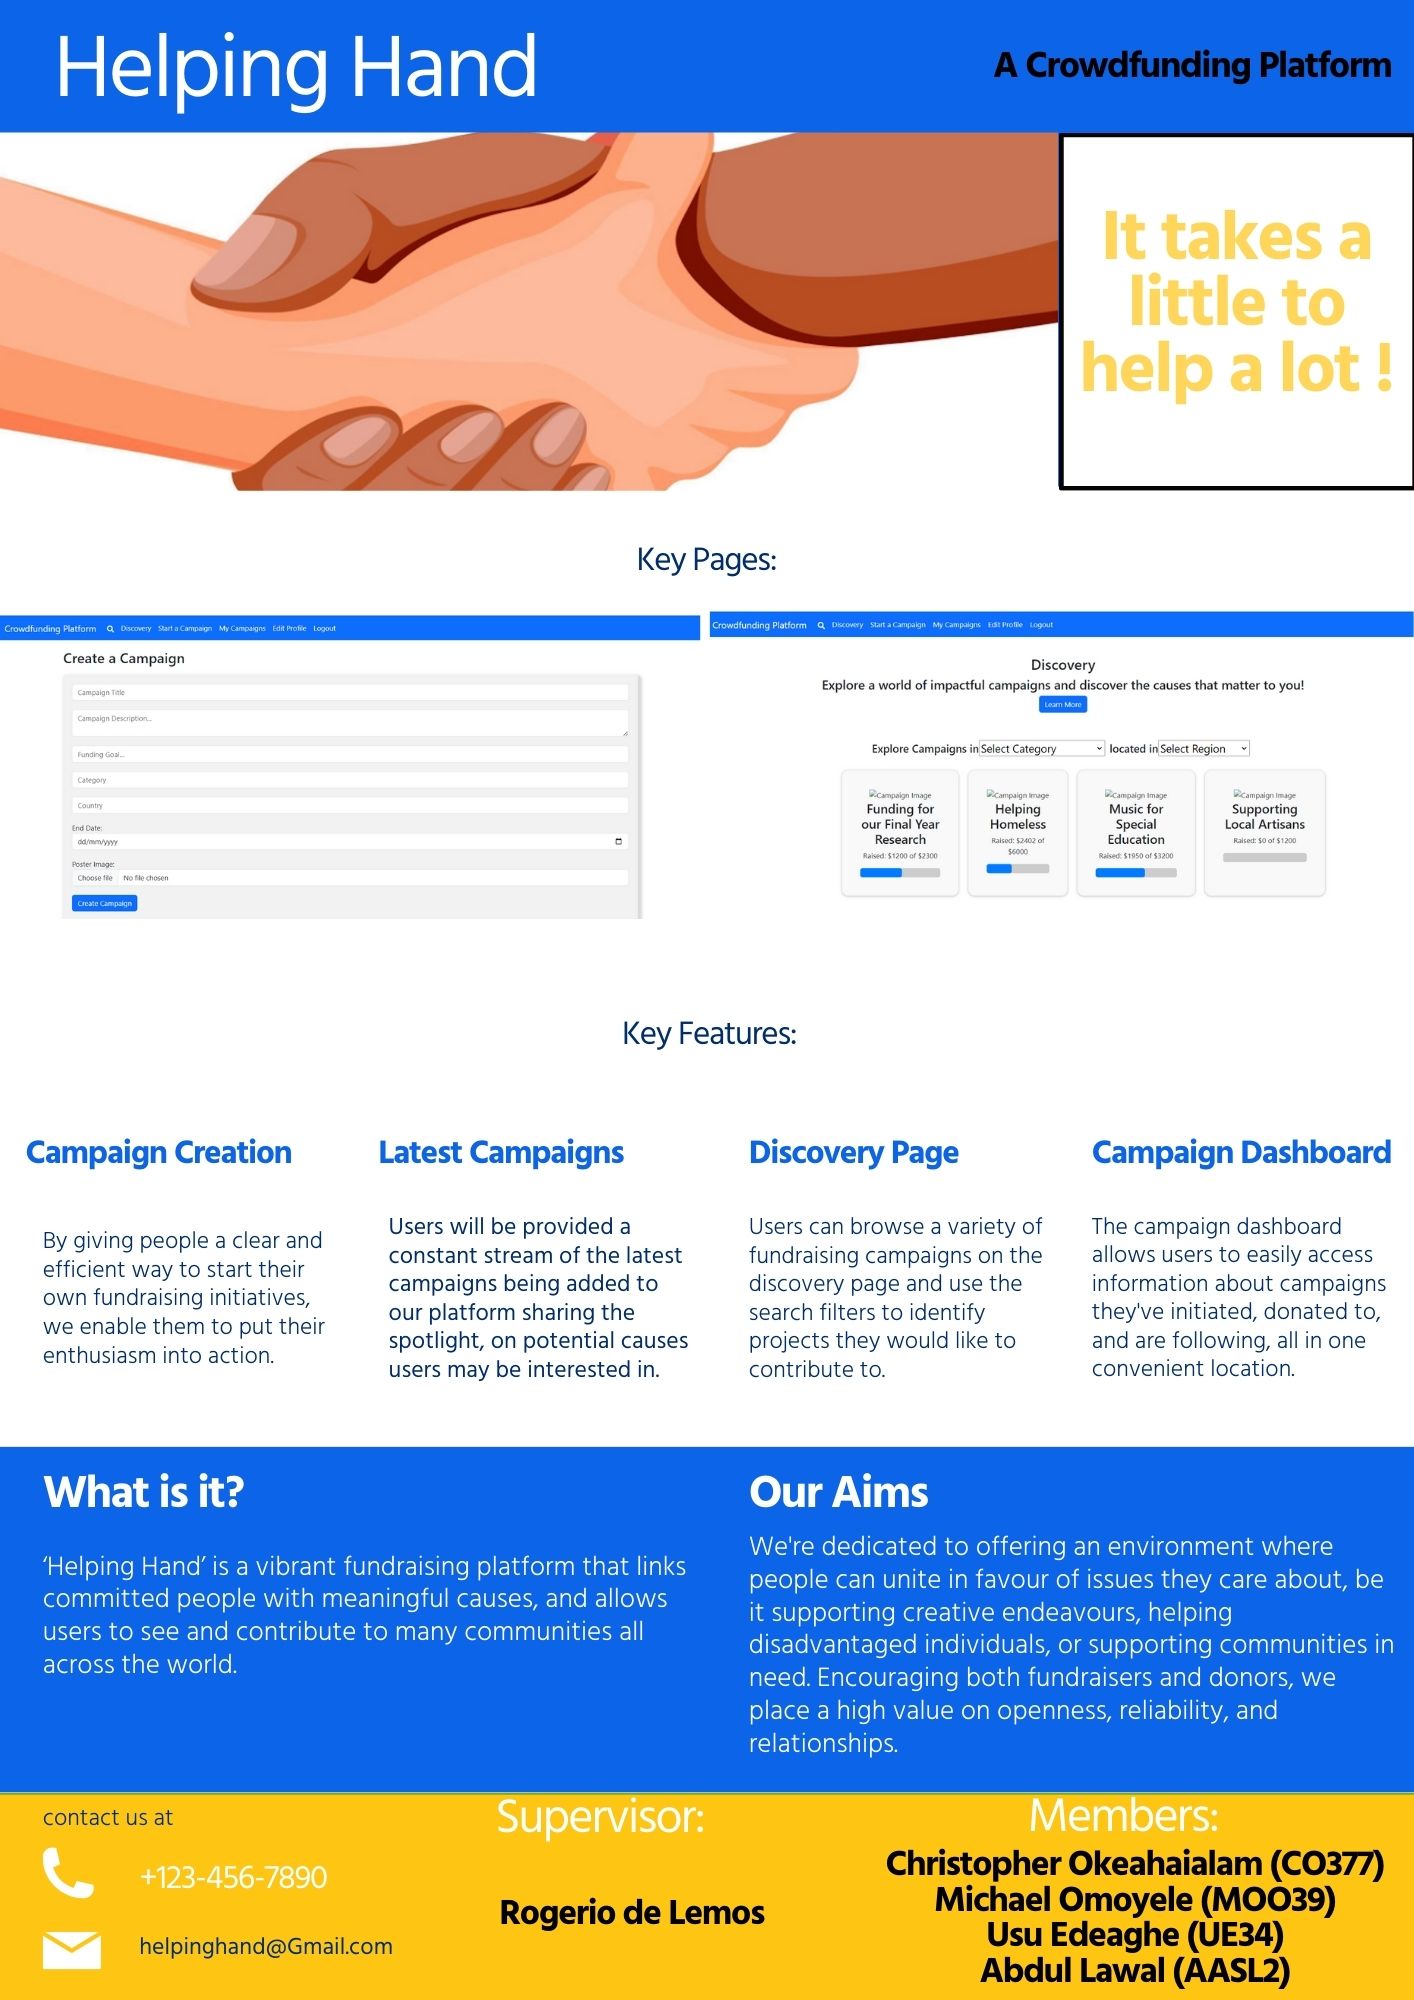 Helping Hand
A Crowdfunding Platform
It takes a
little to
help a lot !
Key Pages:
Crowdfunding Platform Discovery Start a Campaign My Campaigns Edit Profile Logout
Create a Campaign
Campaign Title
Campaign Description...
Funding Goal...
Category
Country
End Date:
dd/mm/yyyy
Poster Image:
Choose file No file chosen
Create Campaign
Crowdfunding Platform Discovery Start a Campaign My Campaigns Edit Profile Logout
Discovery
Explore a world of impactful campaigns and discover the causes that matter to you!
Learn More
Explore Campaigns in Select Category located in Select Region
Campaign Image
Funding for
our Final Year
Research
Raised: $1200 of $2300
Campaign Image
Helping
Homeless
Raised: $2402 of
$6000
Campaign Image
Music for
Special
Education
Raised: $1950 of $3200
Campaign Image
Supporting
Local Artisans
Raised: $0 of $1200
Key Features:
Campaign Creation
By giving people a clear and
efficient way to start their
own fundraising initiatives,
we enable them to put their
enthusiasm into action.
Latest Campaigns
Users will be provided a
constant stream of the latest
campaigns being added to
our platform sharing the
spotlight, on potential causes
users may be interested in.
Discovery Page
Users can browse a variety of
fundraising campaigns on the
discovery page and use the
search filters to identify
projects they would like to
contribute to.
Campaign Dashboard
The campaign dashboard
allows users to easily access
information about campaigns
they've initiated, donated to,
and are following, all in one
convenient location.
What is it?
‘Helping Hand’ is a vibrant fundraising platform that links
committed people with meaningful causes, and allows
users to see and contribute to many communities all
across the world.
Our Aims
We're dedicated to offering an environment where
people can unite in favour of issues they care about, be
it supporting creative endeavours, helping
disadvantaged individuals, or supporting communities in
need. Encouraging both fundraisers and donors, we
place a high value on openness, reliability, and
relationships.
contact us at
+123-456-7890
helpinghand@Gmail.com
Supervisor:
Rogerio de Lemos
Members:
Christopher Okeahaialam (CO377)
Michael Omoyele (MOO39)
Usu Edeaghe (UE34)
Abdul Lawal (AASL2)